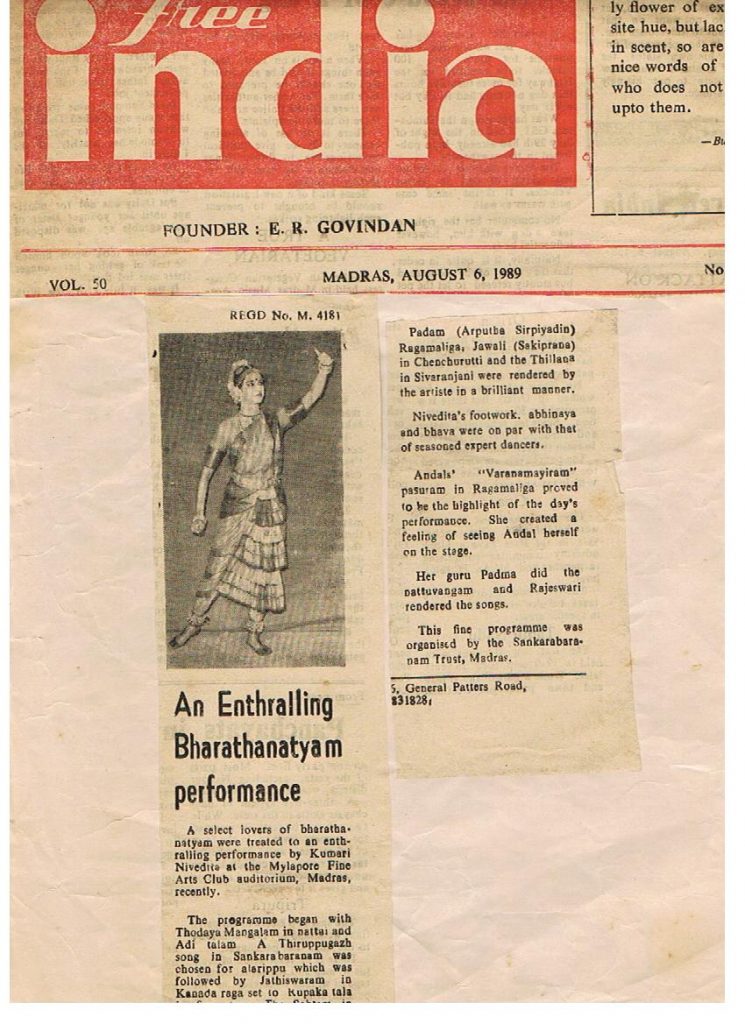 free
india
ly flower of ex
site hue, but lac
in scent, so are
nice words of
who does not
upto them.
FOUNDER : E. R. GOVINDAN
VOL. 50
MADRAS, AUGUST 6, 1989
No
REGD No. M. 4181
An Enthralling
Bharathanatyam
performance
A select lovers of bharatha-
natyam were treated to an enth-
ralling performance by Kumari
Nivedita at the Mylapore Fine
Arts Club auditorium, Madras,
recently.
The programme began with
Thodaya Mangalam in nattai and
Adi talam A Thiruppugazh
song in Sankarabaranam was
chosen for alarippu which was
followed by Jathiswaram in
Kanada raga set to Rupaka tala
Padam (Arputha Sirpiyadin)
Ragamaliga, Jawali (Sakiprana)
in Chenchurutti and the Thillana
in Sivaranjani were rendered by
the artiste in a brilliant manner.
Nivedita's footwork. abhinaya
and bhava were on par with that
of seasoned expert dancers.
Andals' "Varanamayiram"
pasuram in Ragamaliga proved
to be the highlight of the day's
performance. She created a
feeling of seeing Andal herself
on the stage.
Her guru Padma did the
nattuvangam and Rajeswari
rendered the songs.
This fine programme was
organised by the Sankarabara-
nam Trust, Madras.
5, General Patters Road,
831828,